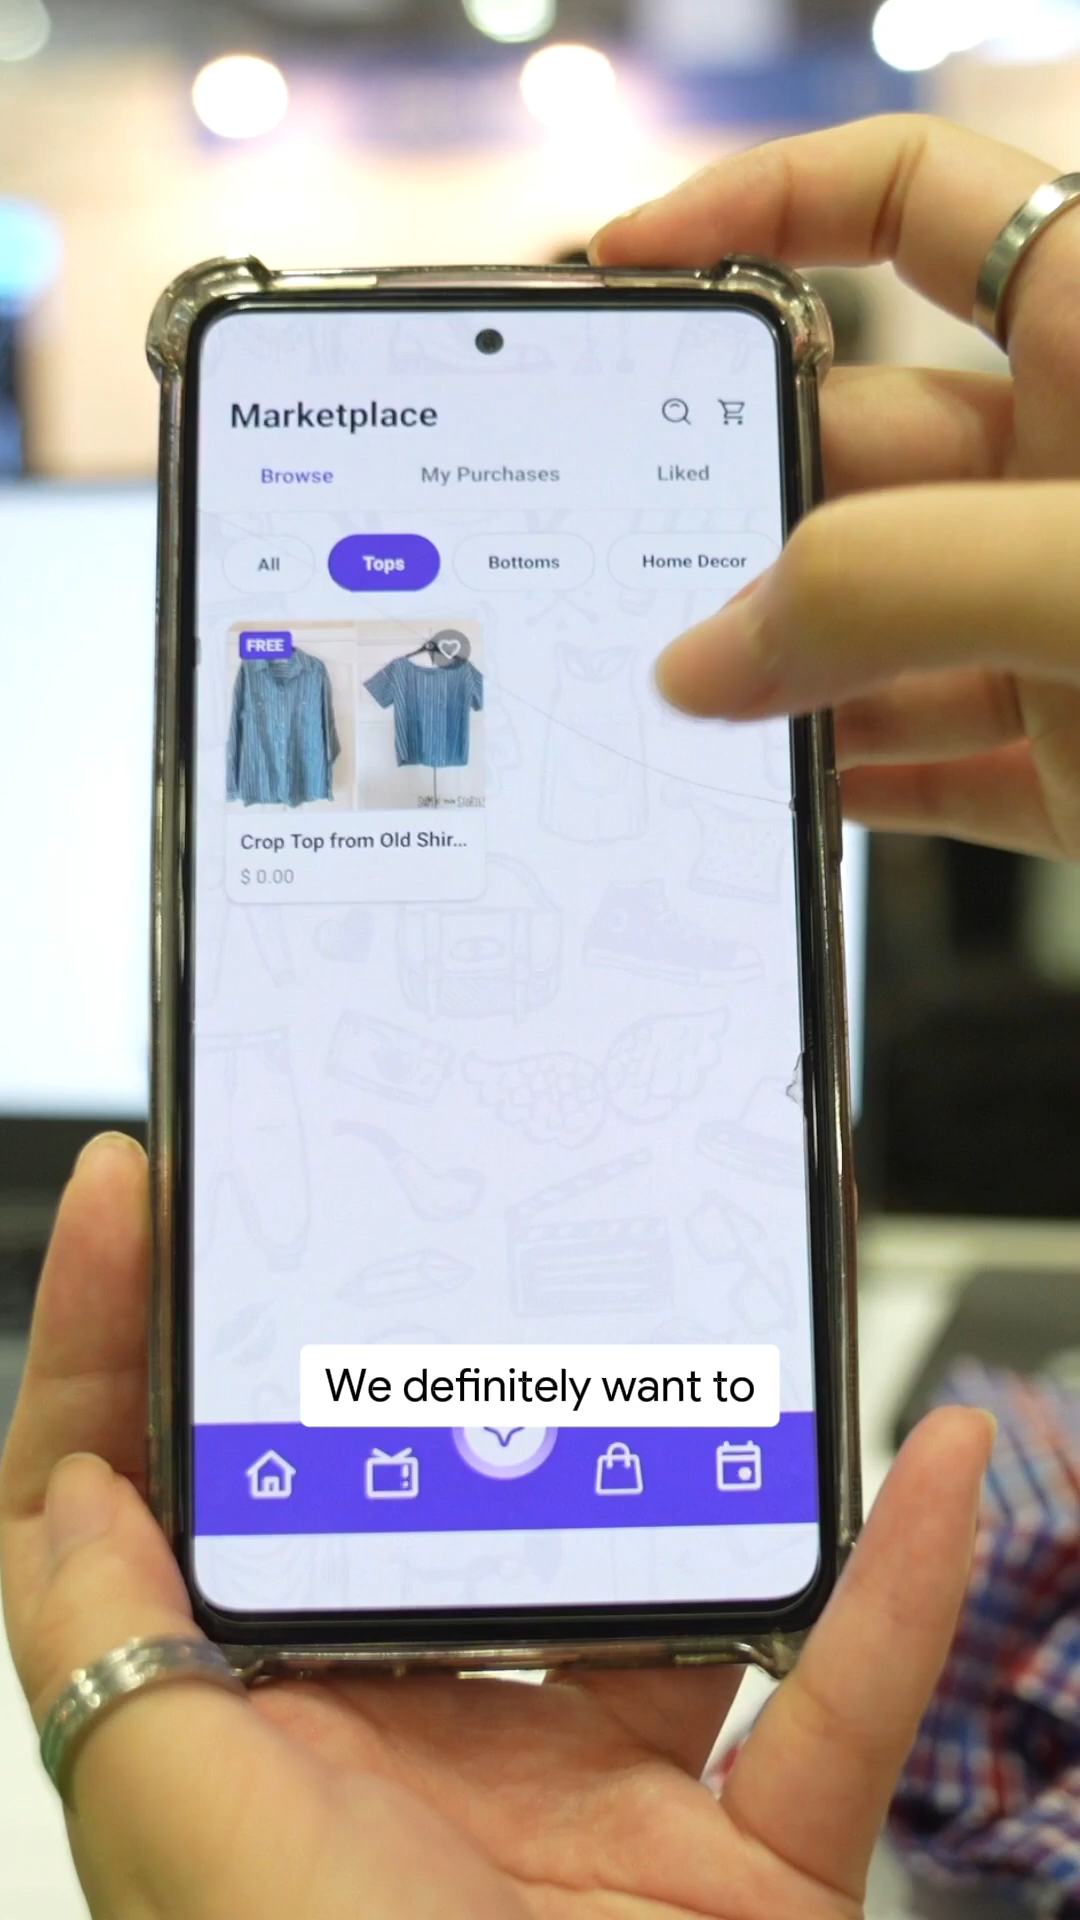 Marketplace
Browse My Purchases Liked
All Tops Bottoms Home Decor
FREE
Crop Top from Old Shir...
$ 0.00
We definitely want to